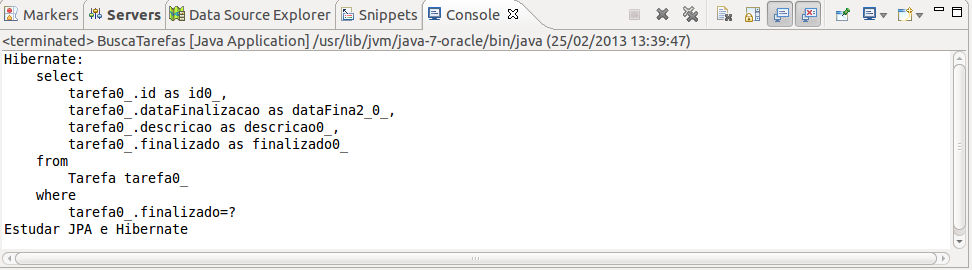 Markers Servers Data Source Explorer Snippets Console
<terminated> BuscaTarefas [Java Application] /usr/lib/jvm/java-7-oracle/bin/java (25/02/2013 13:39:47)
Hibernate:
    select
        tarefa0_.id as id0_,
        tarefa0_.dataFinalizacao as dataFina2_0_,
        tarefa0_.descricao as descricao0_,
        tarefa0_.finalizado as finalizado0_
    from
        Tarefa tarefa0_
    where
        tarefa0_.finalizado=?
Estudar JPA e Hibernate